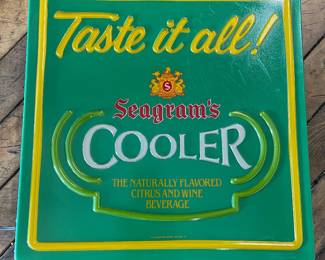 Taste it all!
S
Seagram's
COOLER
THE NATURALLY FLAVORED
CITRUS AND WINE
BEVERAGE